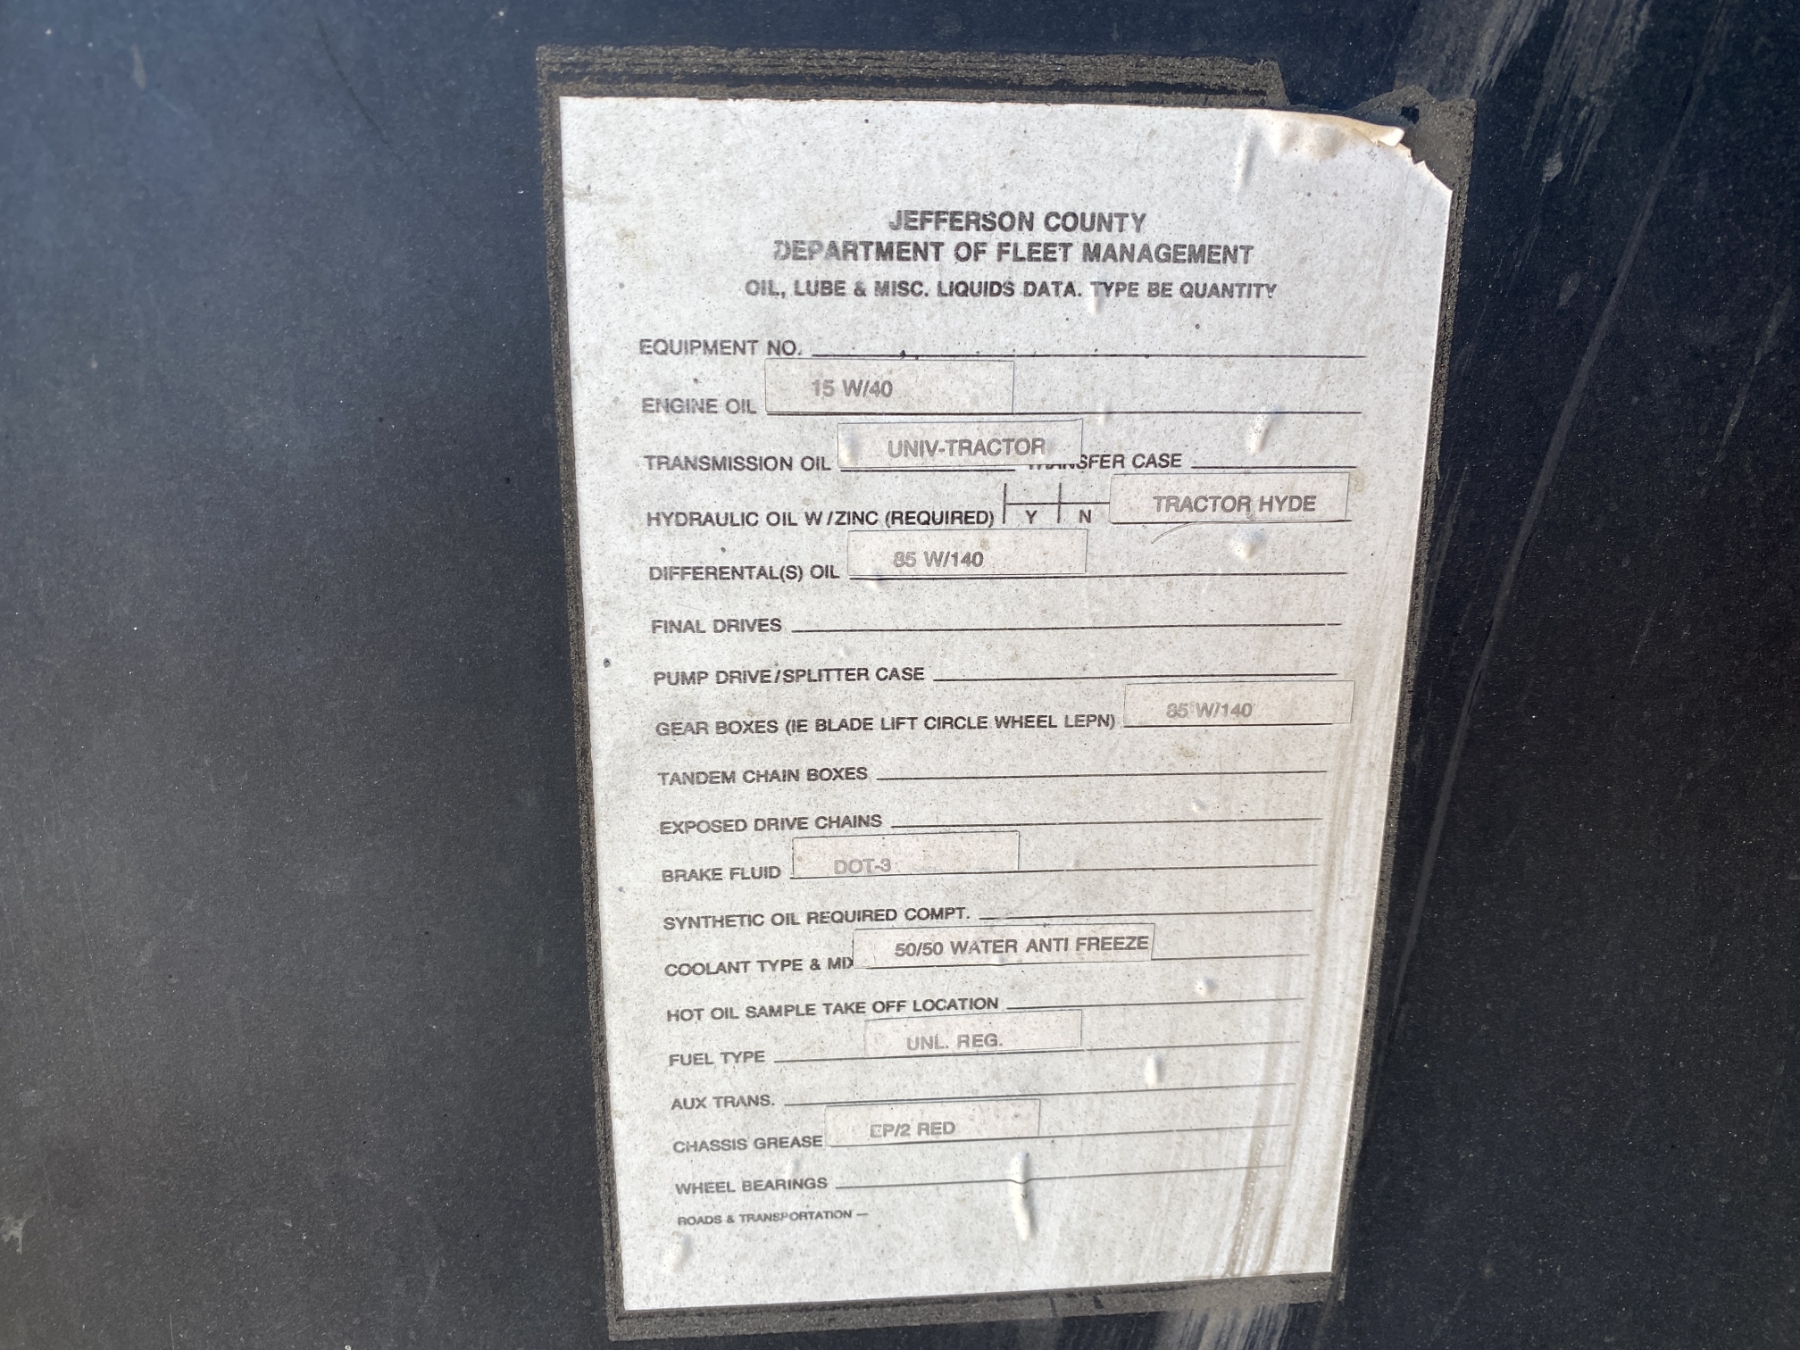 JEFFERSON COUNTY
DEPARTMENT OF FLEET MANAGEMENT
OIL, LUBE & MISC. LIQUIDS DATA. TYPE BE QUANTITY
EQUIPMENT NO.
ENGINE OIL 15 W/40
TRANSMISSION OIL UNIV-TRACTOR TRANSFER CASE
HYDRAULIC OIL W/ZINC (REQUIRED) Y N TRACTOR HYDE
DIFFERENTAL(S) OIL 85 W/140
FINAL DRIVES
PUMP DRIVE/SPLITTER CASE
GEAR BOXES (IE BLADE LIFT CIRCLE WHEEL LEPN) 85 W/140
TANDEM CHAIN BOXES
EXPOSED DRIVE CHAINS
BRAKE FLUID DOT-3
SYNTHETIC OIL REQUIRED COMPT.
COOLANT TYPE & MIX 50/50 WATER ANTI FREEZE
HOT OIL SAMPLE TAKE OFF LOCATION
FUEL TYPE UNL. REG.
AUX TRANS.
CHASSIS GREASE EP/2 RED
WHEEL BEARINGS
ROADS & TRANSPORTATION —